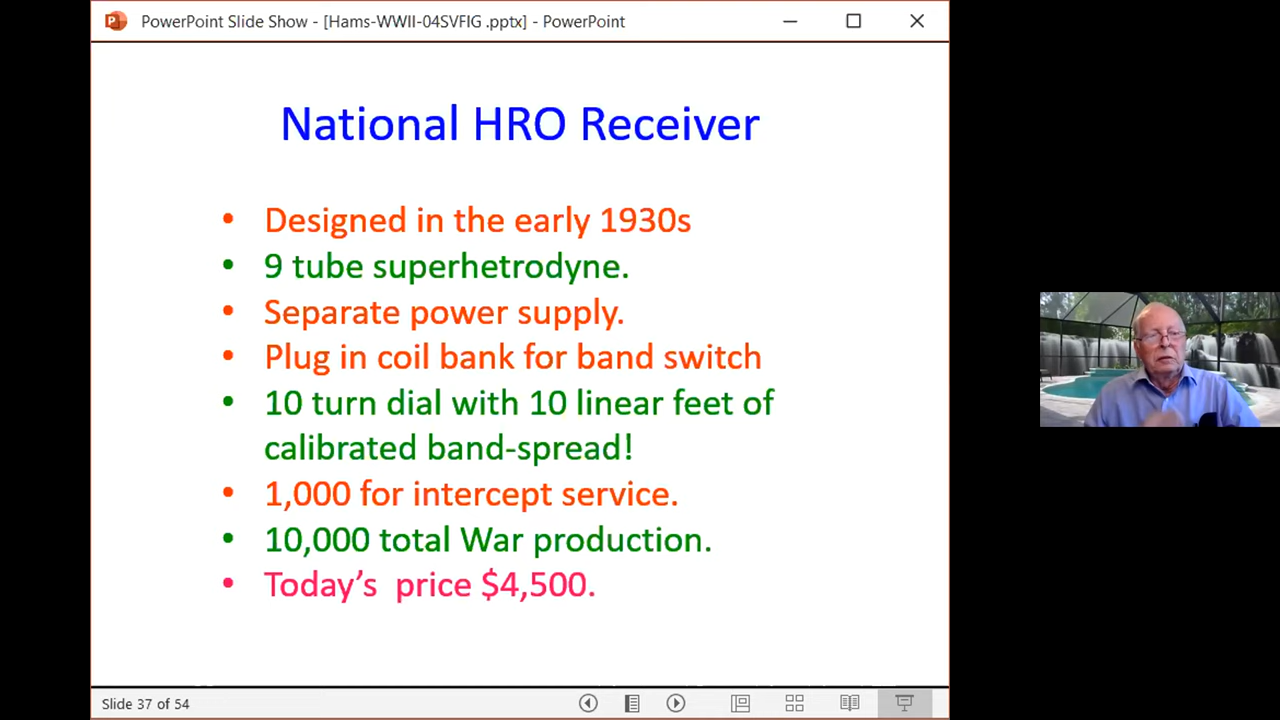 PowerPoint Slide Show - [Hams-WWII-04SVFIG .pptx] - PowerPoint
National HRO Receiver
• Designed in the early 1930s
• 9 tube superhetrodyne.
• Separate power supply.
• Plug in coil bank for band switch
• 10 turn dial with 10 linear feet of
calibrated band-spread!
• 1,000 for intercept service.
• 10,000 total War production.
• Today’s  price $4,500.
Slide 37 of 54